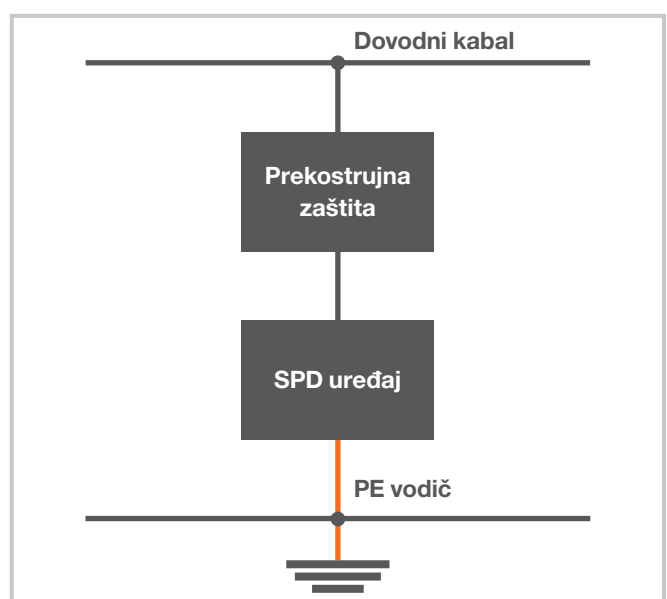 Dovodni kabal
Prekostrujna
zaštita
SPD uređaj
PE vodič